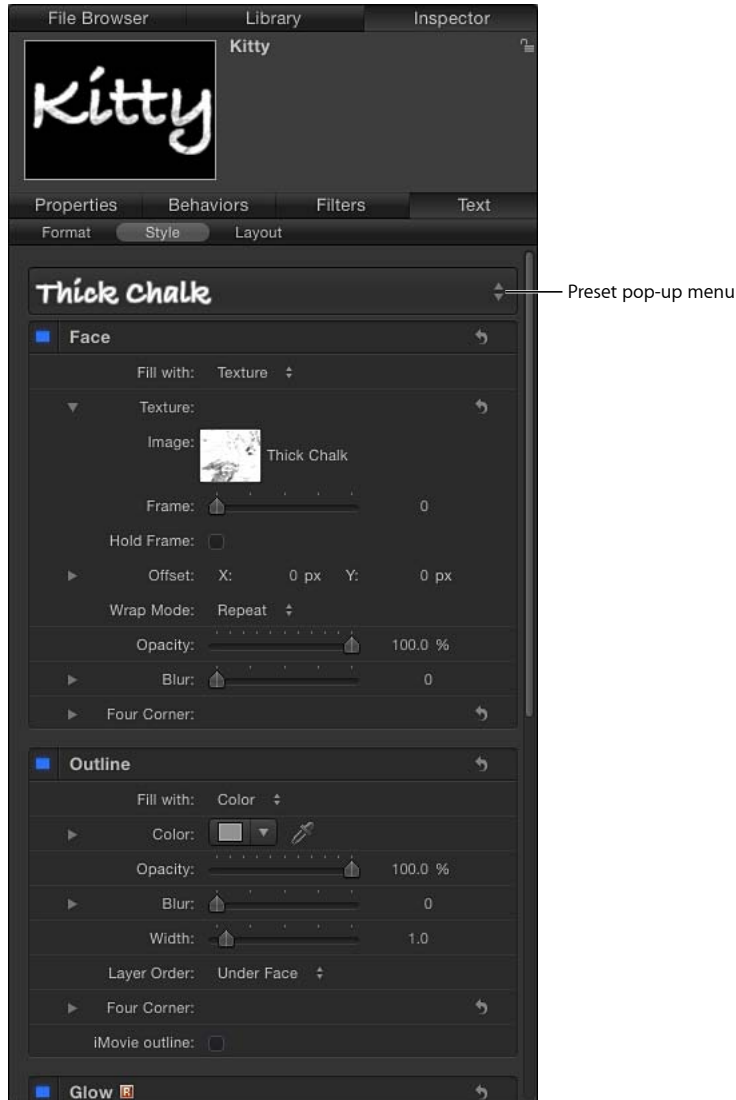 File Browser Library Inspector
Kitty
Kitty
Properties Behaviors Filters Text
Format Style Layout
Thick Chalk
Preset pop-up menu
Face
Fill with: Texture
Texture:
Image: Thick Chalk
Frame: 0
Hold Frame:
Offset: X: 0 px Y: 0 px
Wrap Mode: Repeat
Opacity: 100.0 %
Blur: 0
Four Corner:
Outline
Fill with: Color
Color:
Opacity: 100.0 %
Blur: 0
Width: 1.0
Layer Order: Under Face
Four Corner:
iMovie outline:
Glow R